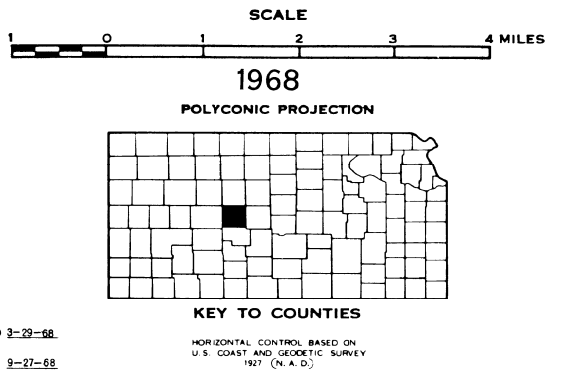 SCALE
1 0 1 2 3 4 MILES
1968
POLYCONIC PROJECTION
KEY TO COUNTIES
3-29-68
9-27-68
HORIZONTAL CONTROL BASED ON
U.S. COAST AND GEODETIC SURVEY
1927 (N. A. D.)